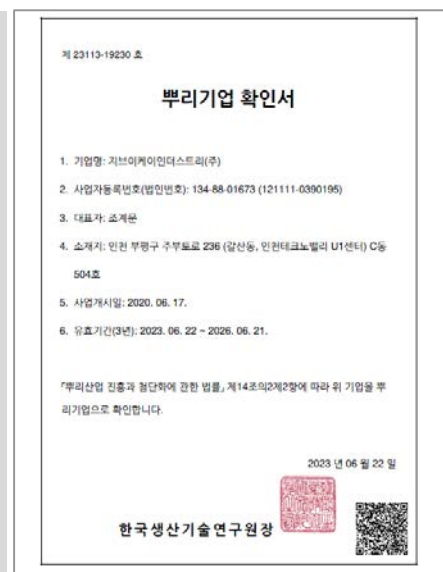 제 23113-19230 호
뿌리기업 확인서
1. 기업명: 지브이케이인더스트리(주)
2. 사업자등록번호(법인번호): 134-88-01673 (121111-0390195)
3. 대표자: 조계문
4. 소재지: 인천 부평구 주부토로 236 (갈산동, 인천테크노밸리 U1센터) C동
504호
5. 사업개시일: 2020. 06. 17.
6. 유효기간(3년): 2023. 06. 22 ~ 2026. 06. 21.
「뿌리산업 진흥과 첨단화에 관한 법률」 제14조의2제2항에 따라 위 기업을 뿌
리기업으로 확인합니다.
2023 년 06 월 22 일
한국생산기술연구원장